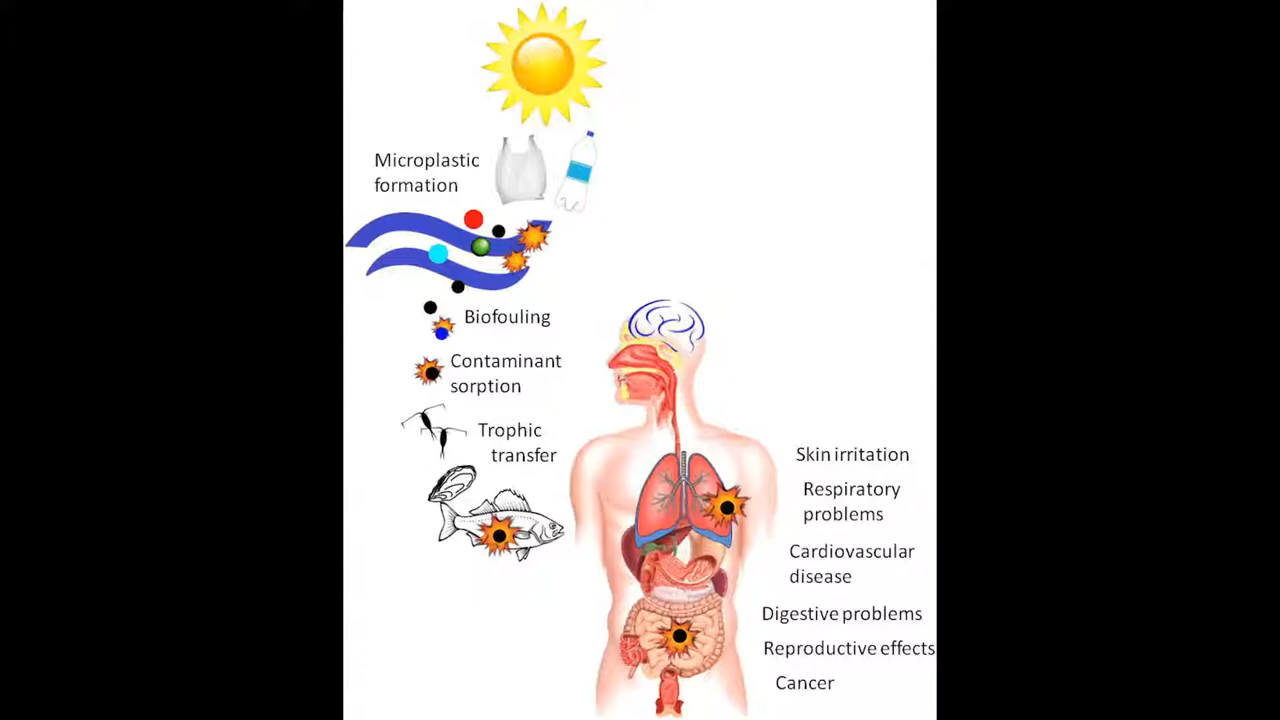 Microplastic
formation
Biofouling
Contaminant
sorption
Trophic
transfer
Skin irritation
Respiratory
problems
Cardiovascular
disease
Digestive problems
Reproductive effects
Cancer